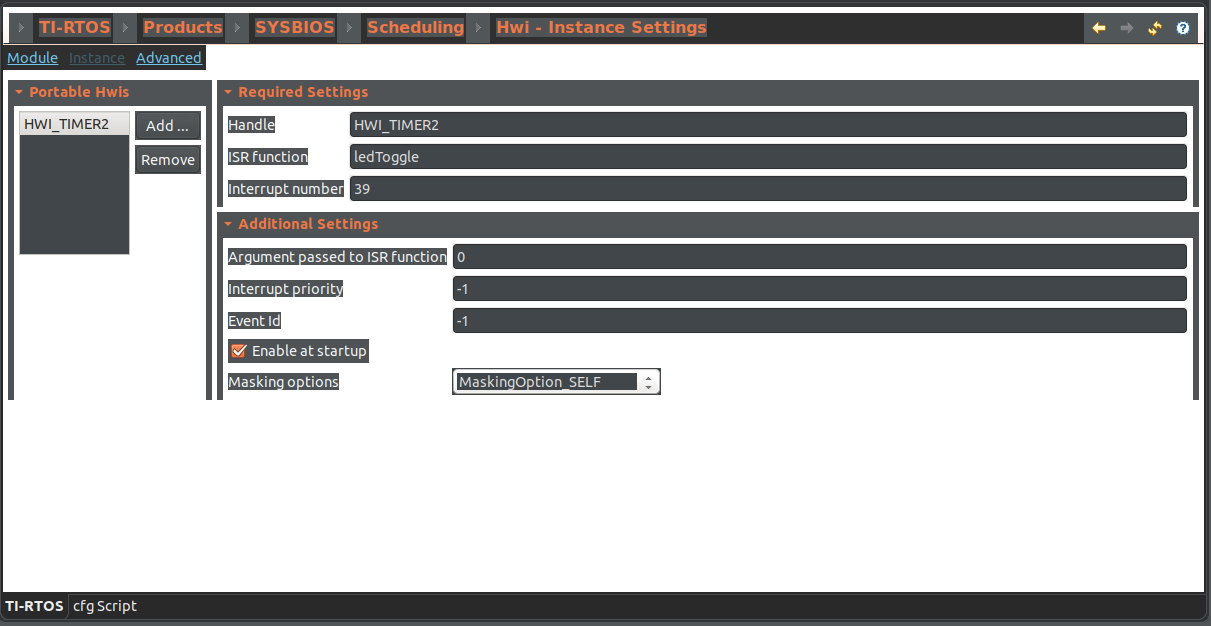 TI-RTOS Products SYSBIOS Scheduling Hwi - Instance Settings
Module Instance Advanced
Portable Hwis
HWI_TIMER2
Add ...
Remove
Required Settings
Handle HWI_TIMER2
ISR function ledToggle
Interrupt number 39
Additional Settings
Argument passed to ISR function 0
Interrupt priority -1
Event Id -1
Enable at startup
Masking options MaskingOption_SELF
TI-RTOS cfg Script